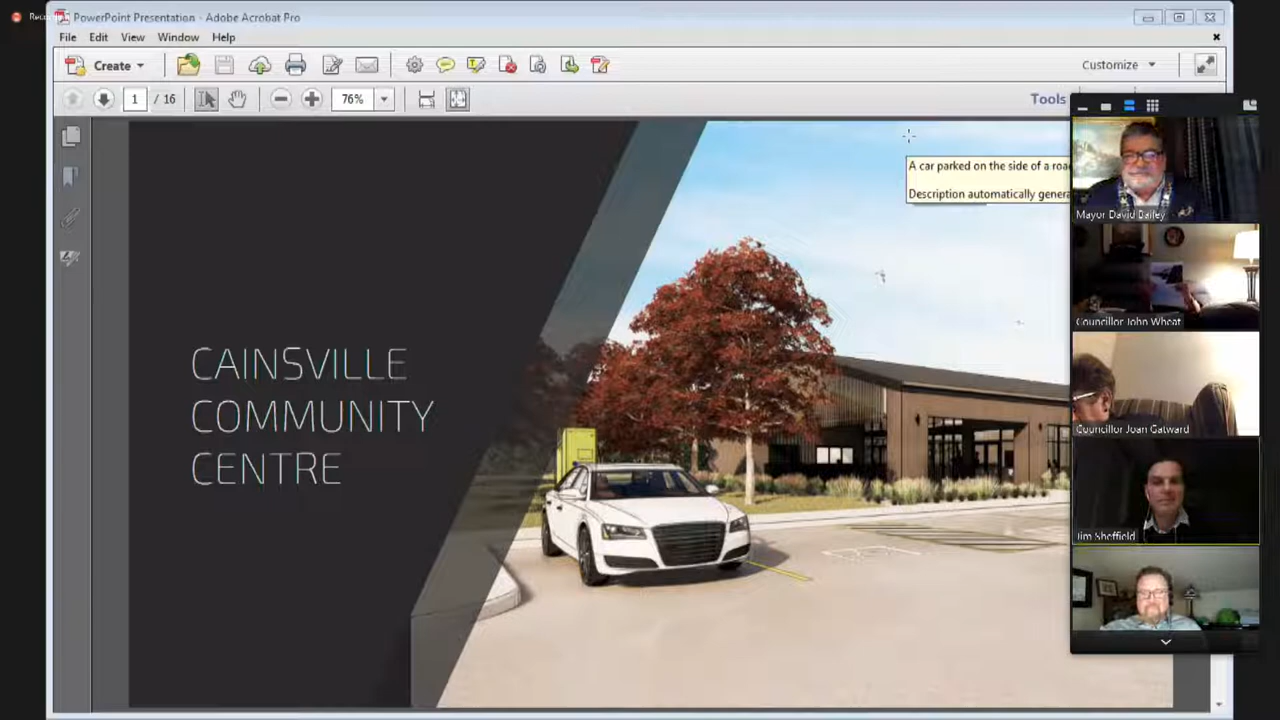 PowerPoint Presentation - Adobe Acrobat Pro
File Edit View Window Help
Create Customize
1 / 16 76% Tools
A car parked on the side of a
Description automatically
CAINSVILLE
COMMUNITY
CENTRE
Mayor David Bailey
Councillor John Wheat
Councillor Joan Gatward
Jim Sheffield